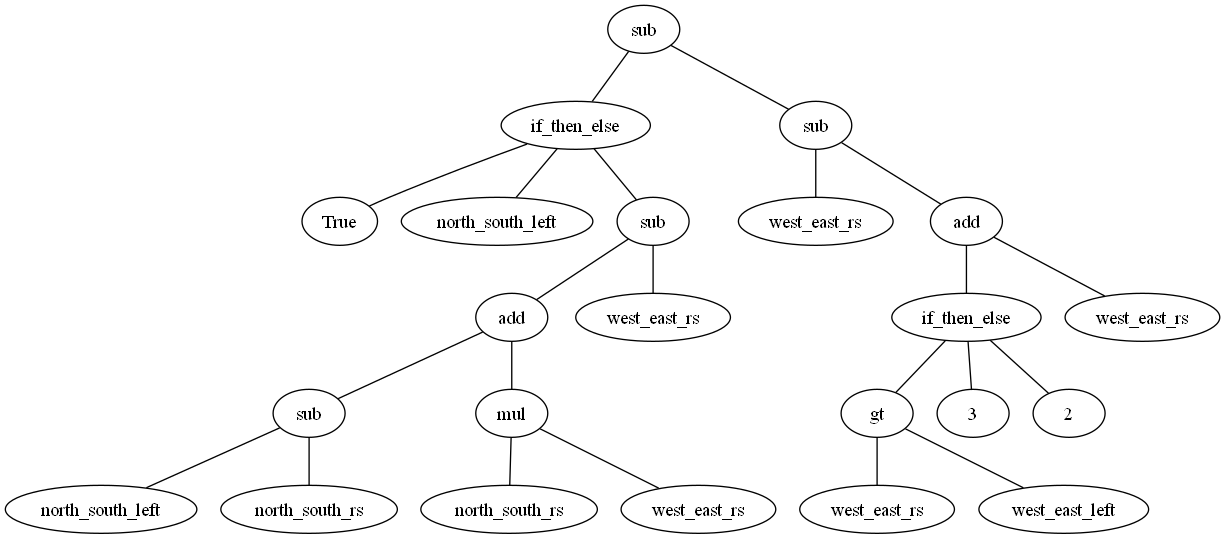 sub
if_then_else
sub
True
north_south_left
sub
west_east_rs
add
add
west_east_rs
if_then_else
west_east_rs
sub
mul
gt
3
2
north_south_left
north_south_rs
north_south_rs
west_east_rs
west_east_rs
west_east_left